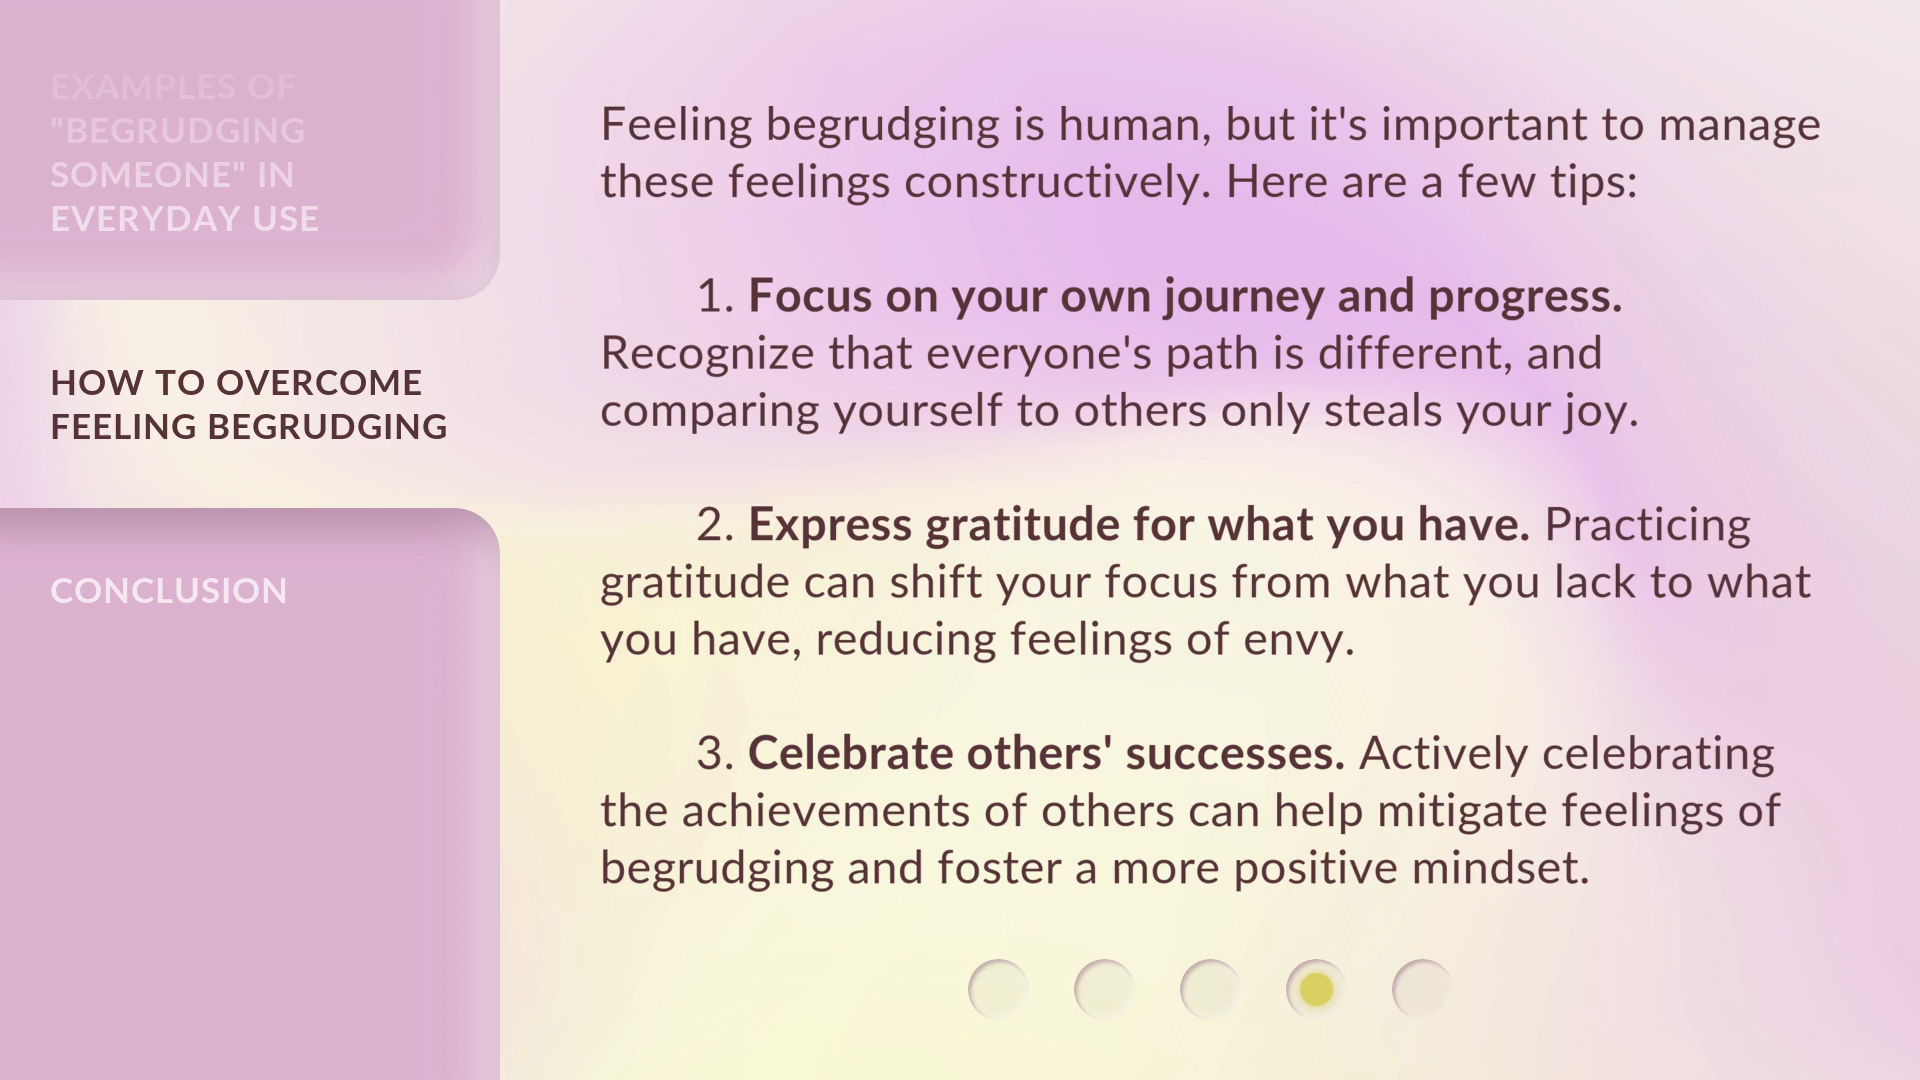 EXAMPLES OF
"BEGRUDGING
SOMEONE" IN
EVERYDAY USE
HOW TO OVERCOME
FEELING BEGRUDGING
CONCLUSION
Feeling begrudging is human, but it's important to manage
these feelings constructively. Here are a few tips:
1. Focus on your own journey and progress.
Recognize that everyone's path is different, and
comparing yourself to others only steals your joy.
2. Express gratitude for what you have. Practicing
gratitude can shift your focus from what you lack to what
you have, reducing feelings of envy.
3. Celebrate others' successes. Actively celebrating
the achievements of others can help mitigate feelings of
begrudging and foster a more positive mindset.